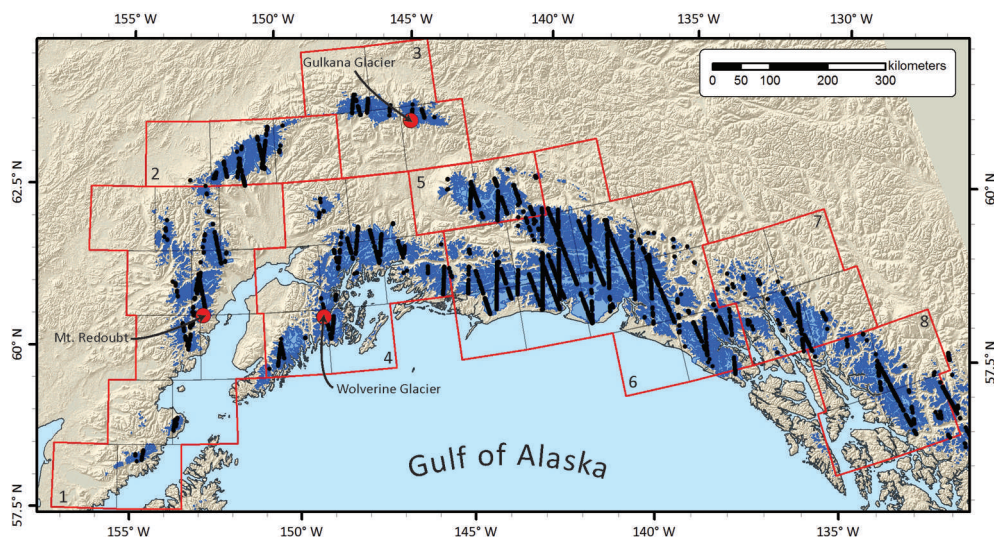 155° W 150° W 145° W 140° W 135° W 130° W
3
Gulkana Glacier
kilometers
0 50 100 200 300
62.5° N
60° N
2
5
7
Mt. Redoubt
8
60° N
57.5° N
4
6
Wolverine Glacier
Gulf of Alaska
1
57.5° N
155° W 150° W 145° W 140° W 135° W